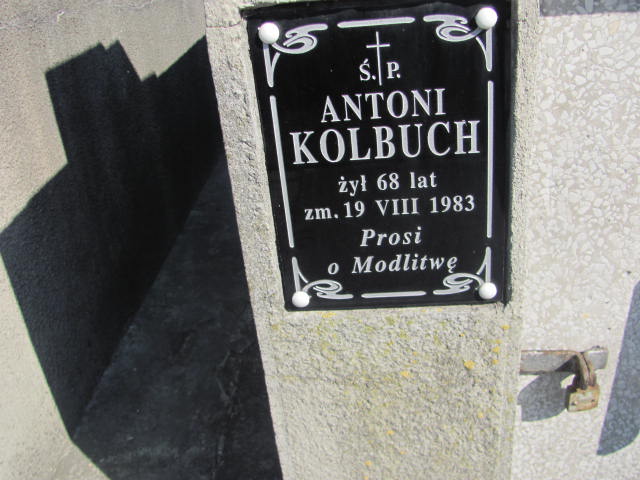 Ś.P.
ANTONI
KOLBUCH
żył 68 lat
zm. 19 VIII 1983
Prosi
o Modlitwę